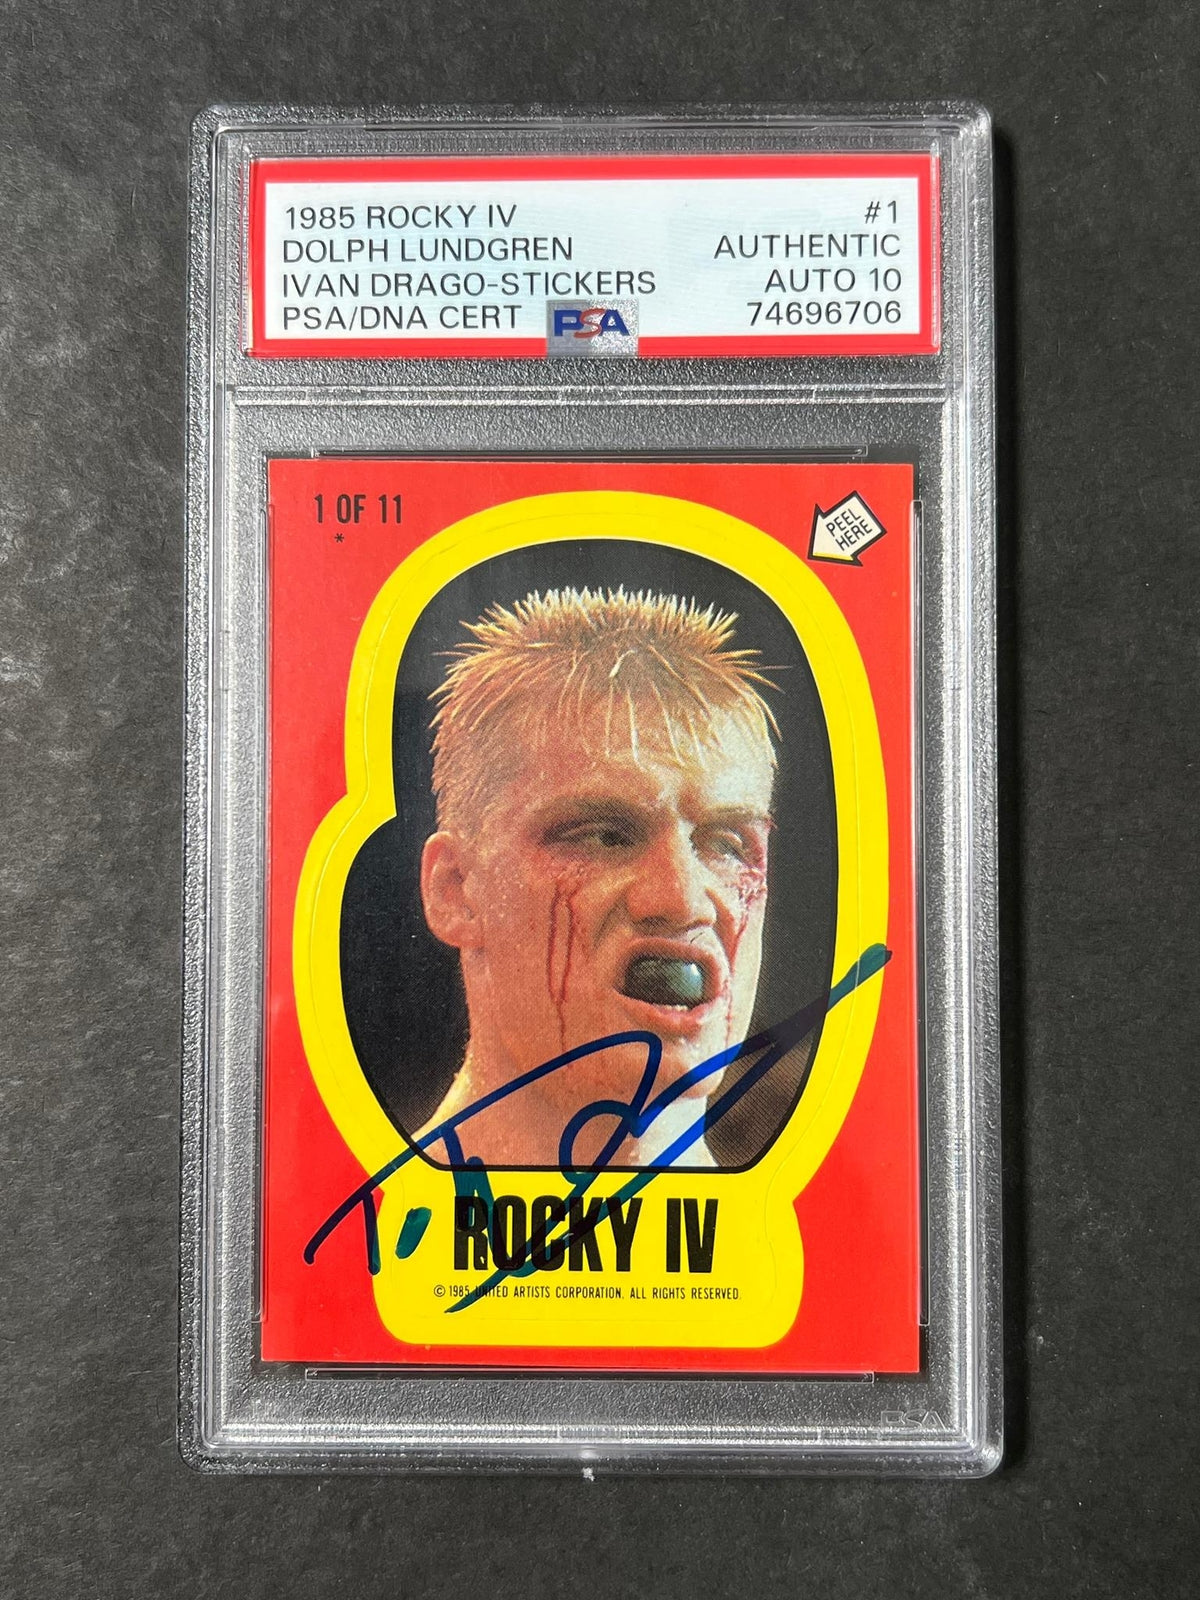 1985 ROCKY IV #1
DOLPH LUNDGREN AUTHENTIC
IVAN DRAGO-STICKERS AUTO 10
PSA/DNA CERT PSA 74696706
1 OF 11
*
PEEL
HERE
ROCKY IV
© 1985 UNITED ARTISTS CORPORATION. ALL RIGHTS RESERVED.
PSA